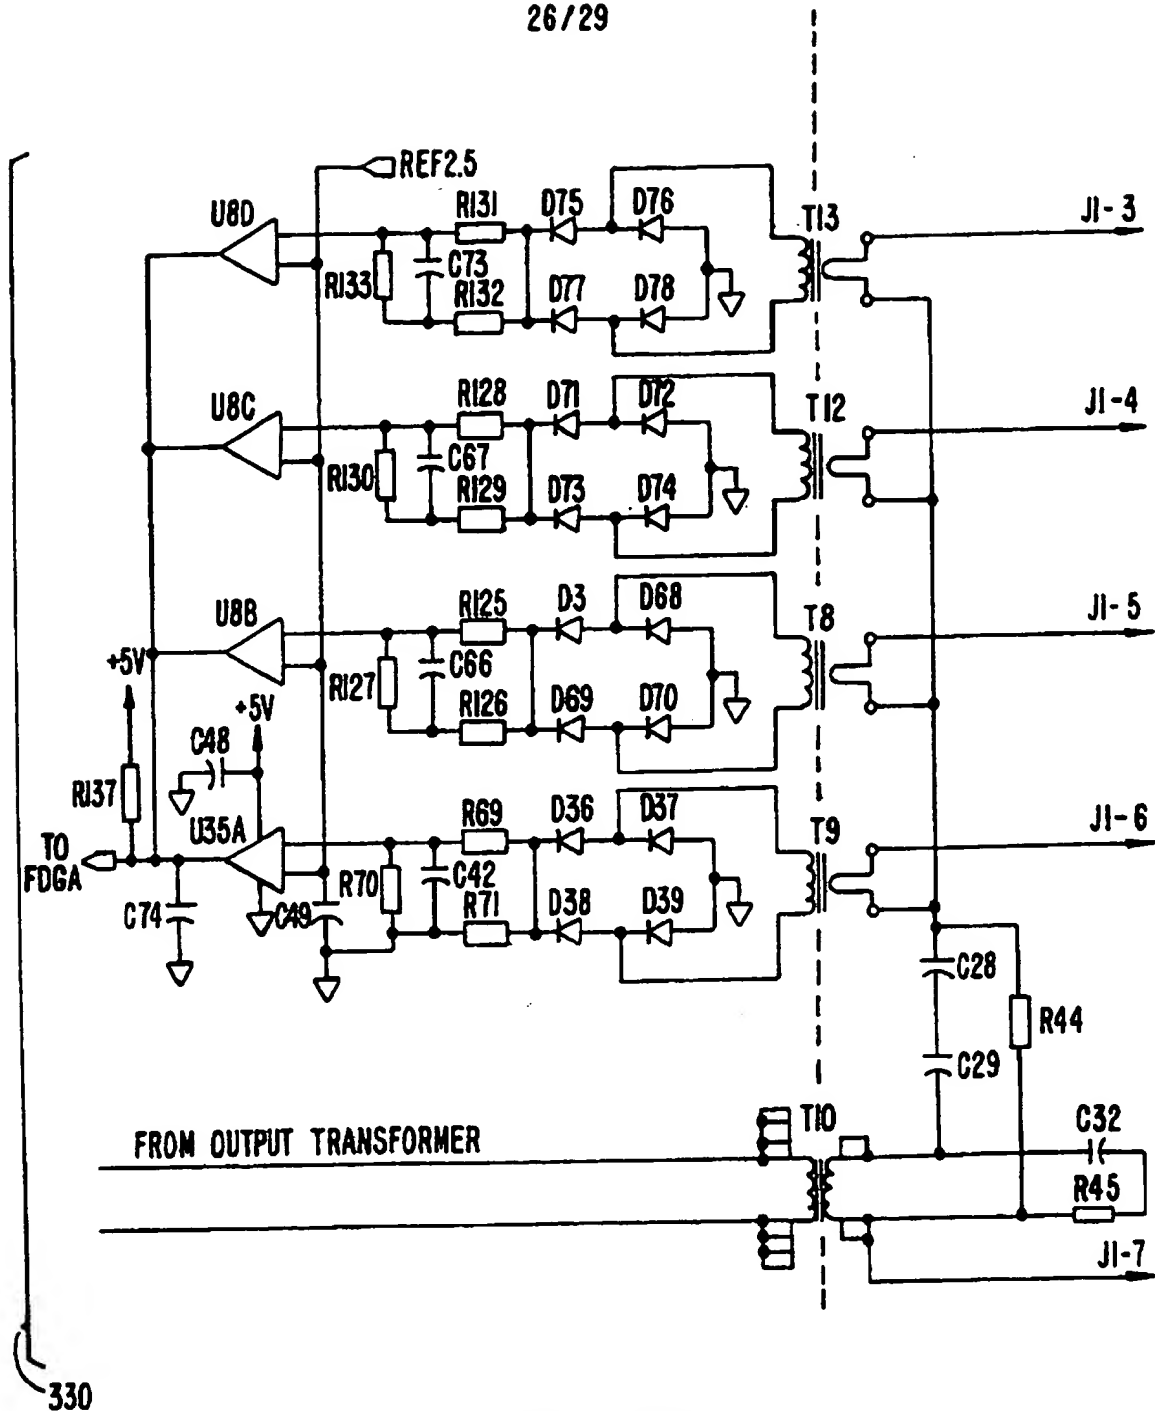 26/29
REF2.5
U8D
R131
D75
D76
T13
J1-3
R133
C73
R132
D77
D78
U8C
R128
D71
D72
T12
J1-4
R130
C67
R129
D73
D74
U8B
R125
D3
D68
T8
J1-5
+5V
R127
C66
R126
D69
D70
+5V
C48
R137
U35A
R69
D36
D37
T9
J1-6
TO
FDGA
R70
C42
C74
C49
R71
D38
D39
C28
R44
C29
FROM OUTPUT TRANSFORMER
T10
C32
R45
J1-7
330